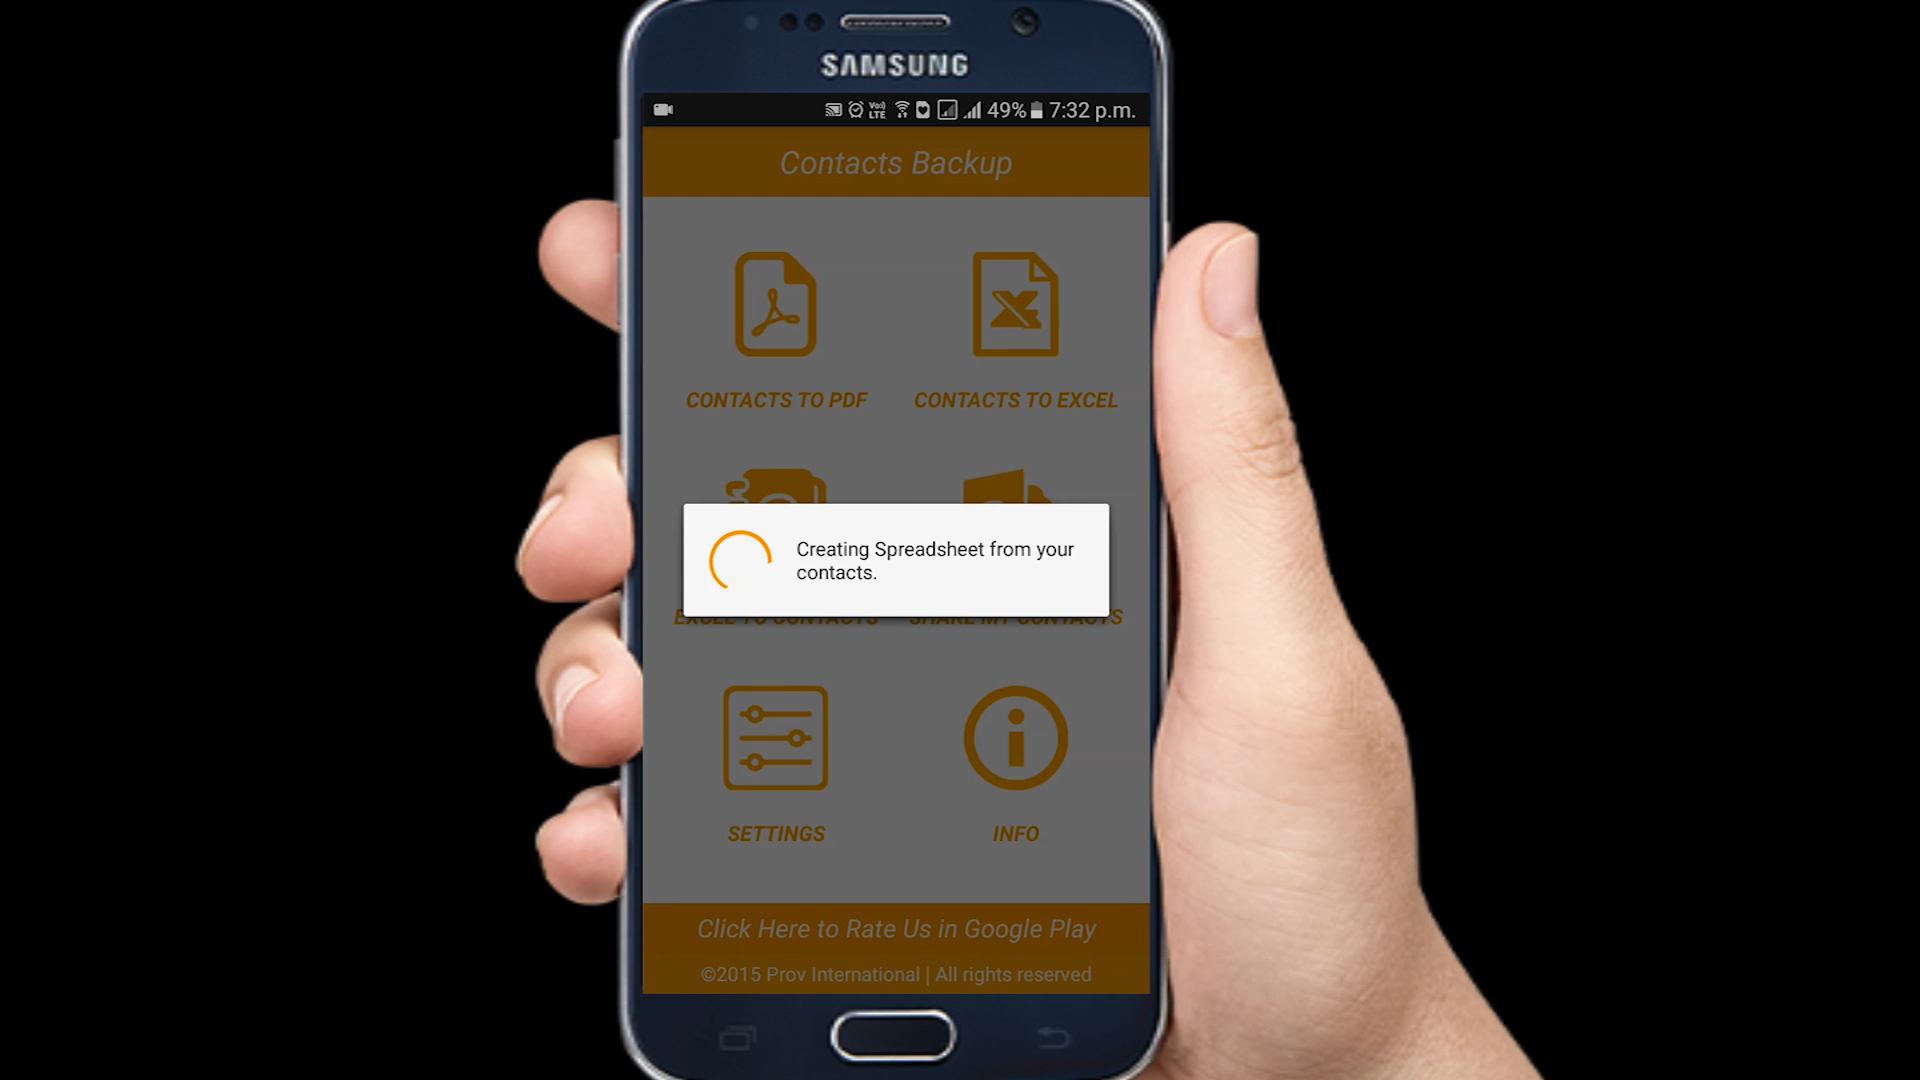 SAMSUNG
Vo)) LTE 49% 7:32 p.m.
Contacts Backup
CONTACTS TO PDF CONTACTS TO EXCEL
Creating Spreadsheet from your
contacts.
EXCEL TO CONTACTS SHARE MY CONTACTS
SETTINGS INFO
Click Here to Rate Us in Google Play
©2015 Prov International | All rights reserved